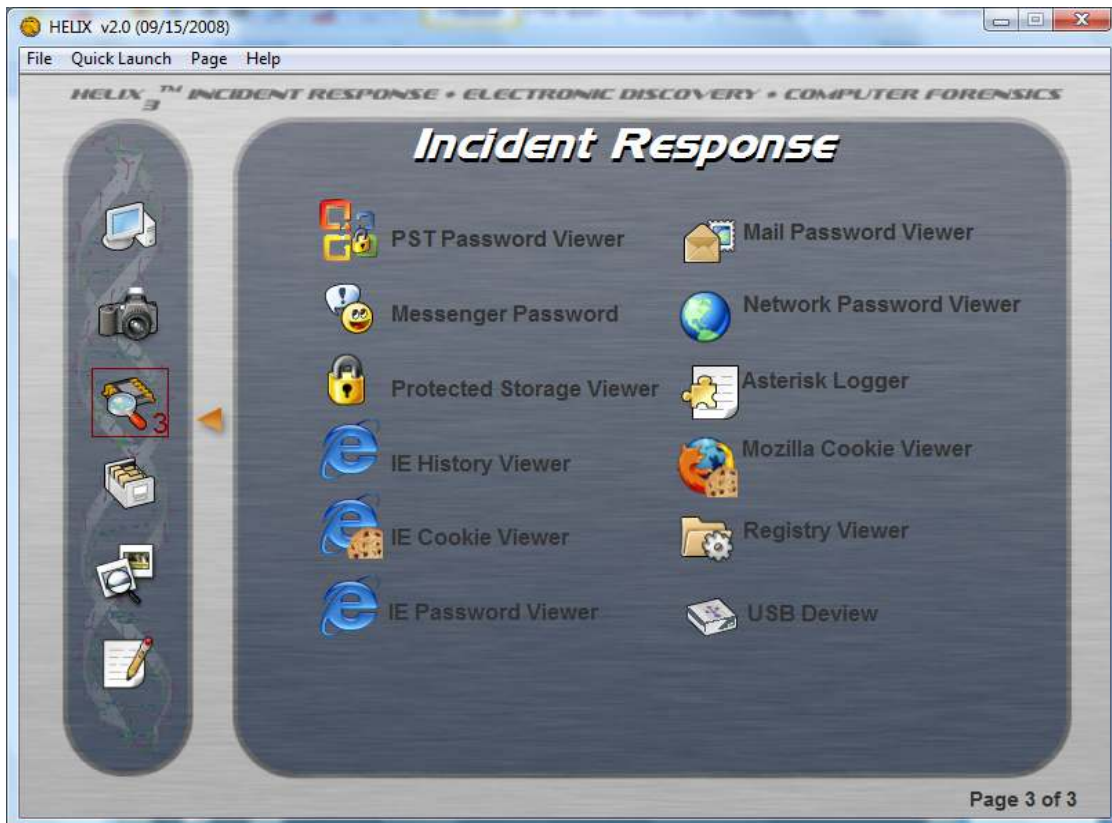 HELIX v2.0 (09/15/2008)
File Quick Launch Page Help
HELIX 3™ INCIDENT RESPONSE • ELECTRONIC DISCOVERY • COMPUTER FORENSICS
Incident Response
PST Password Viewer
Mail Password Viewer
Messenger Password
Network Password Viewer
Protected Storage Viewer
Asterisk Logger
IE History Viewer
Mozilla Cookie Viewer
IE Cookie Viewer
Registry Viewer
IE Password Viewer
USB Deview
3
Page 3 of 3